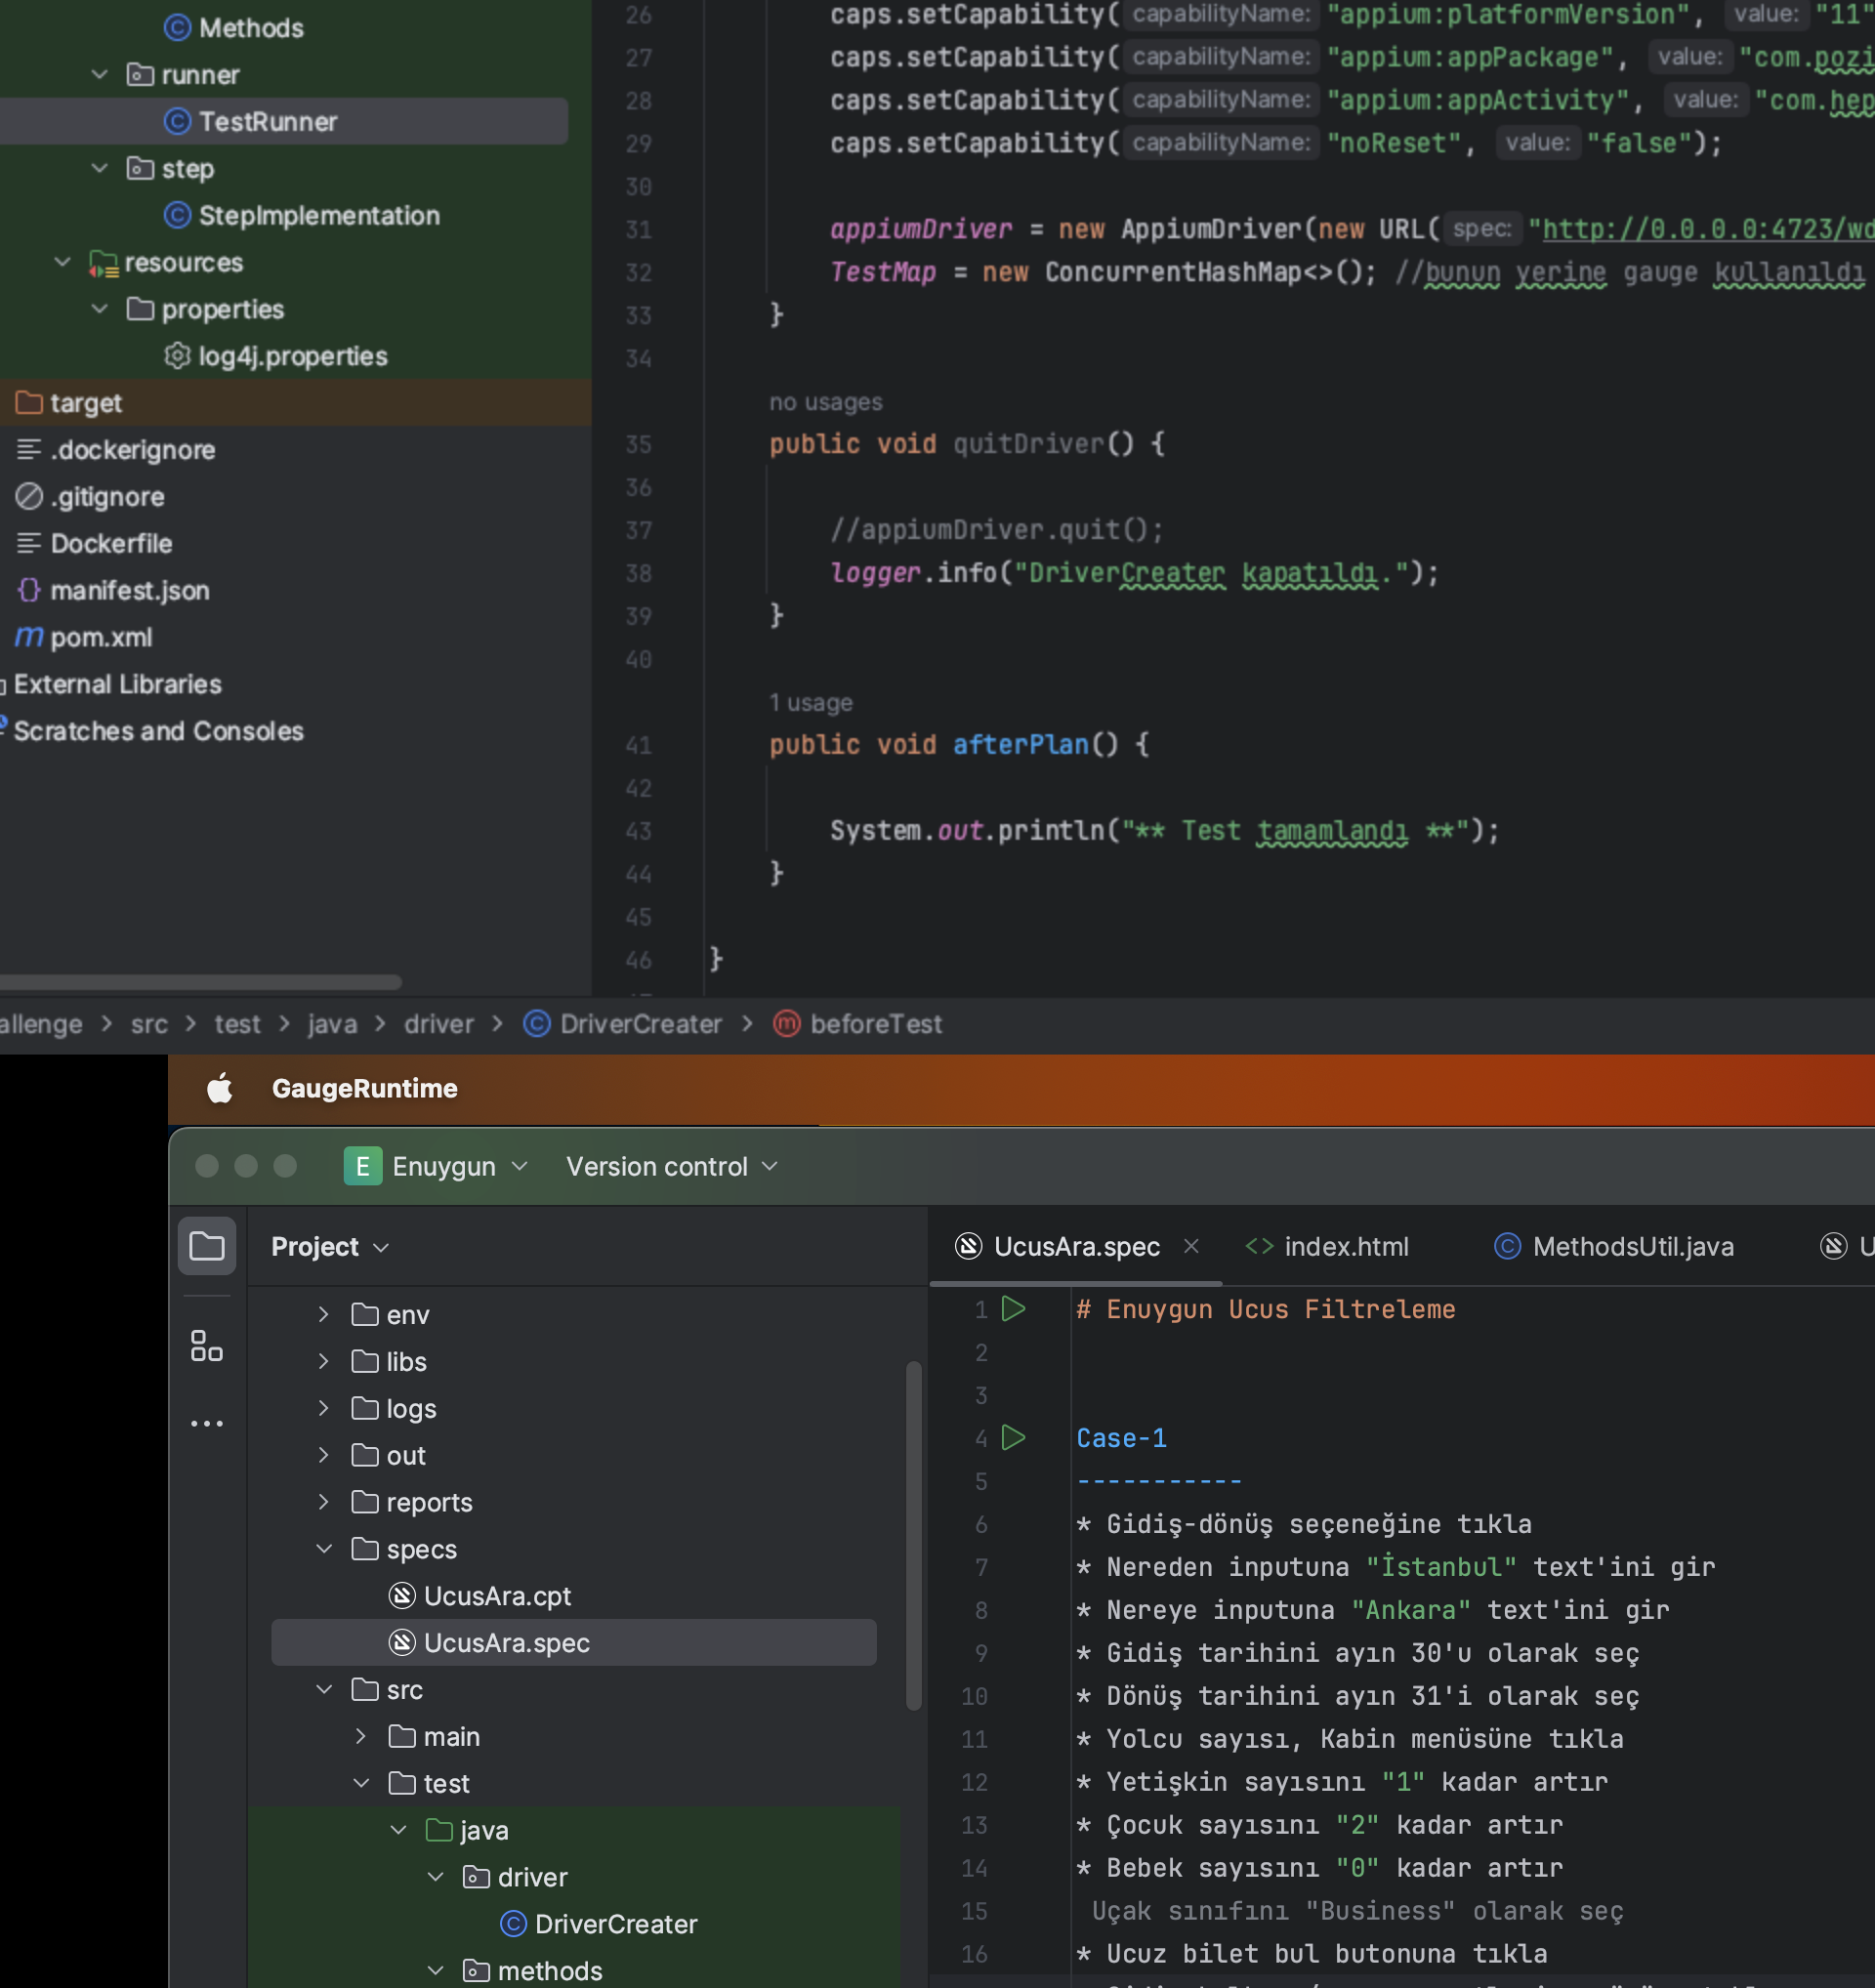 Methods
runner
TestRunner
step
StepImplementation
resources
properties
log4j.properties
target
.dockerignore
.gitignore
Dockerfile
manifest.json
pom.xml
External Libraries
Scratches and Consoles
26 caps.setCapability( capabilityName: "appium:platformVersion", value: "11"
27 caps.setCapability( capabilityName: "appium:appPackage", value: "com.pozi
28 caps.setCapability( capabilityName: "appium:appActivity", value: "com.hep
29 caps.setCapability( capabilityName: "noReset", value: "false");
30
31 appiumDriver = new AppiumDriver(new URL( spec: "http://0.0.0.0:4723/wd
32 TestMap = new ConcurrentHashMap<>(); //bunun yerine gauge kullanıldı
33 }
34
no usages
35 public void quitDriver() {
36
37 //appiumDriver.quit();
38 logger.info("DriverCreater kapatıldı.");
39 }
40
1 usage
41 public void afterPlan() {
42
43 System.out.println("** Test tamamlandı **");
44 }
45
46 }
allenge > src > test > java > driver > DriverCreater > beforeTest
GaugeRuntime
E Enuygun Version control
Project
env
libs
logs
out
reports
specs
UcusAra.cpt
UcusAra.spec
src
main
test
java
driver
DriverCreater
methods
UcusAra.spec index.html MethodsUtil.java U
1 # Enuygun Ucus Filtreleme
2
3
4 Case-1
5 -----------
6 * Gidiş-dönüş seçeneğine tıkla
7 * Nereden inputuna "İstanbul" text'ini gir
8 * Nereye inputuna "Ankara" text'ini gir
9 * Gidiş tarihini ayın 30'u olarak seç
10 * Dönüş tarihini ayın 31'i olarak seç
11 * Yolcu sayısı, Kabin menüsüne tıkla
12 * Yetişkin sayısını "1" kadar artır
13 * Çocuk sayısını "2" kadar artır
14 * Bebek sayısını "0" kadar artır
15 Uçak sınıfını "Business" olarak seç
16 * Ucuz bilet bul butonuna tıkla